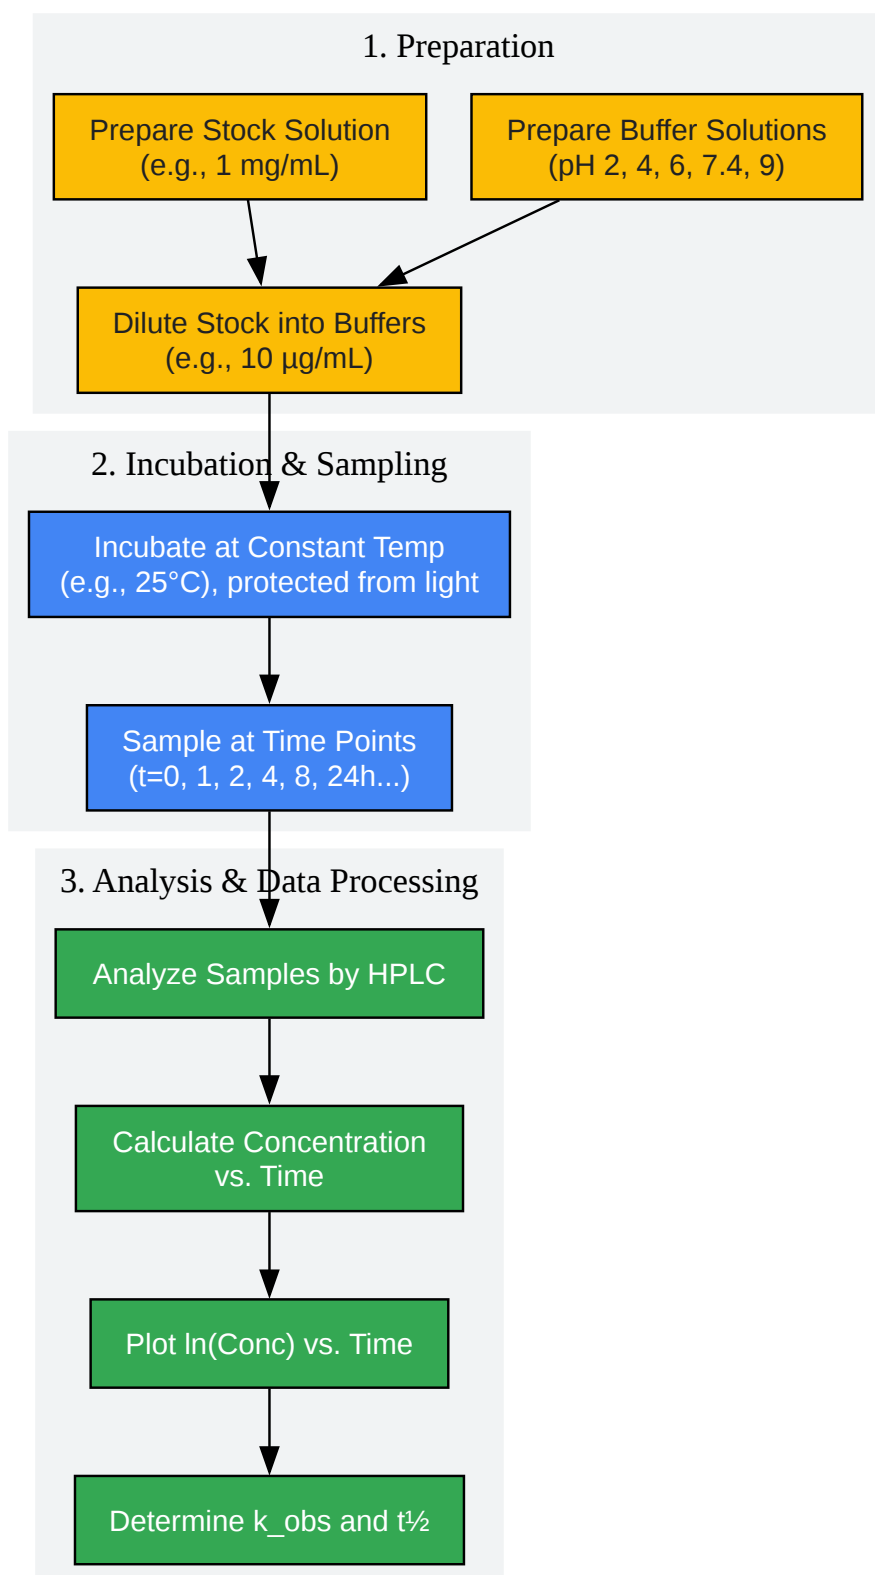 1. Preparation
Prepare Stock Solution
(e.g., 1 mg/mL)
Prepare Buffer Solutions
(pH 2, 4, 6, 7.4, 9)
Dilute Stock into Buffers
(e.g., 10 µg/mL)
2. Incubation & Sampling
Incubate at Constant Temp
(e.g., 25°C), protected from light
Sample at Time Points
(t=0, 1, 2, 4, 8, 24h...)
3. Analysis & Data Processing
Analyze Samples by HPLC
Calculate Concentration
vs. Time
Plot ln(Conc) vs. Time
Determine k_obs and t½